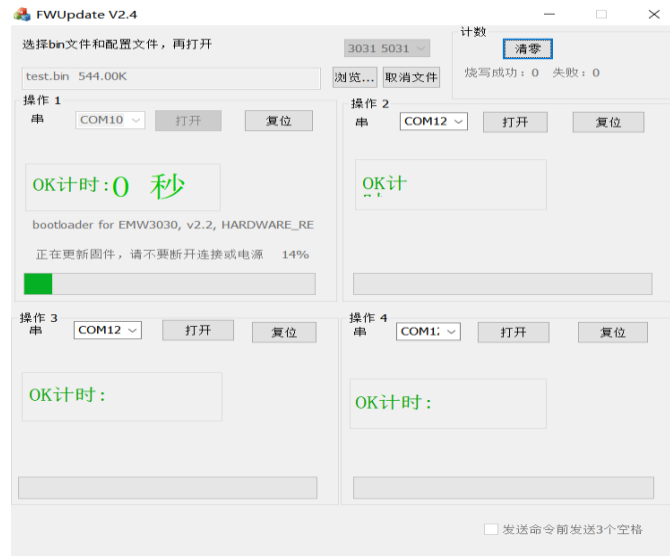 FWUpdate V2.4
选择bin文件和配置文件，再打开
3031 5031
计数
清零
test.bin 544.00K
浏览... 取消文件
烧写成功：0 失败：0
操作 1
串 COM10 打开 复位
OK计时:0 秒
bootloader for EMW3030, v2.2, HARDWARE_RE
正在更新固件，请不要断开连接或电源 14%
操作 2
串 COM12 打开 复位
OK计
操作 3
串 COM12 打开 复位
OK计时:
操作 4
串 COM1 打开 复位
OK计时:
发送命令前发送3个空格